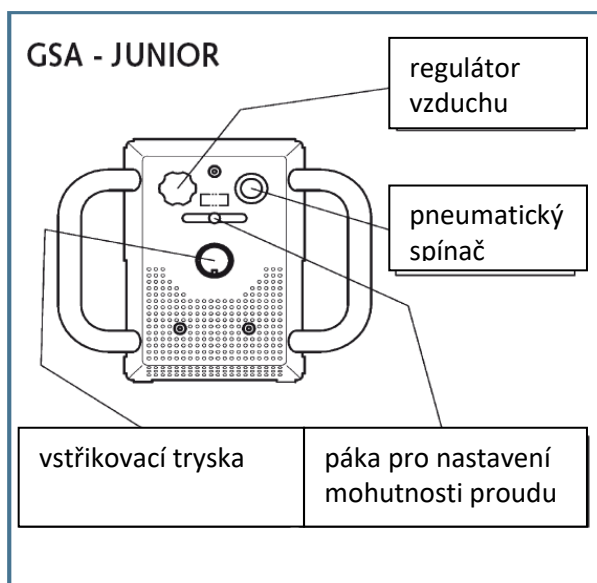 GSA - JUNIOR
regulátor
vzduchu
pneumatický
spínač
vstřikovací tryska
páka pro nastavení
mohutnosti proudu